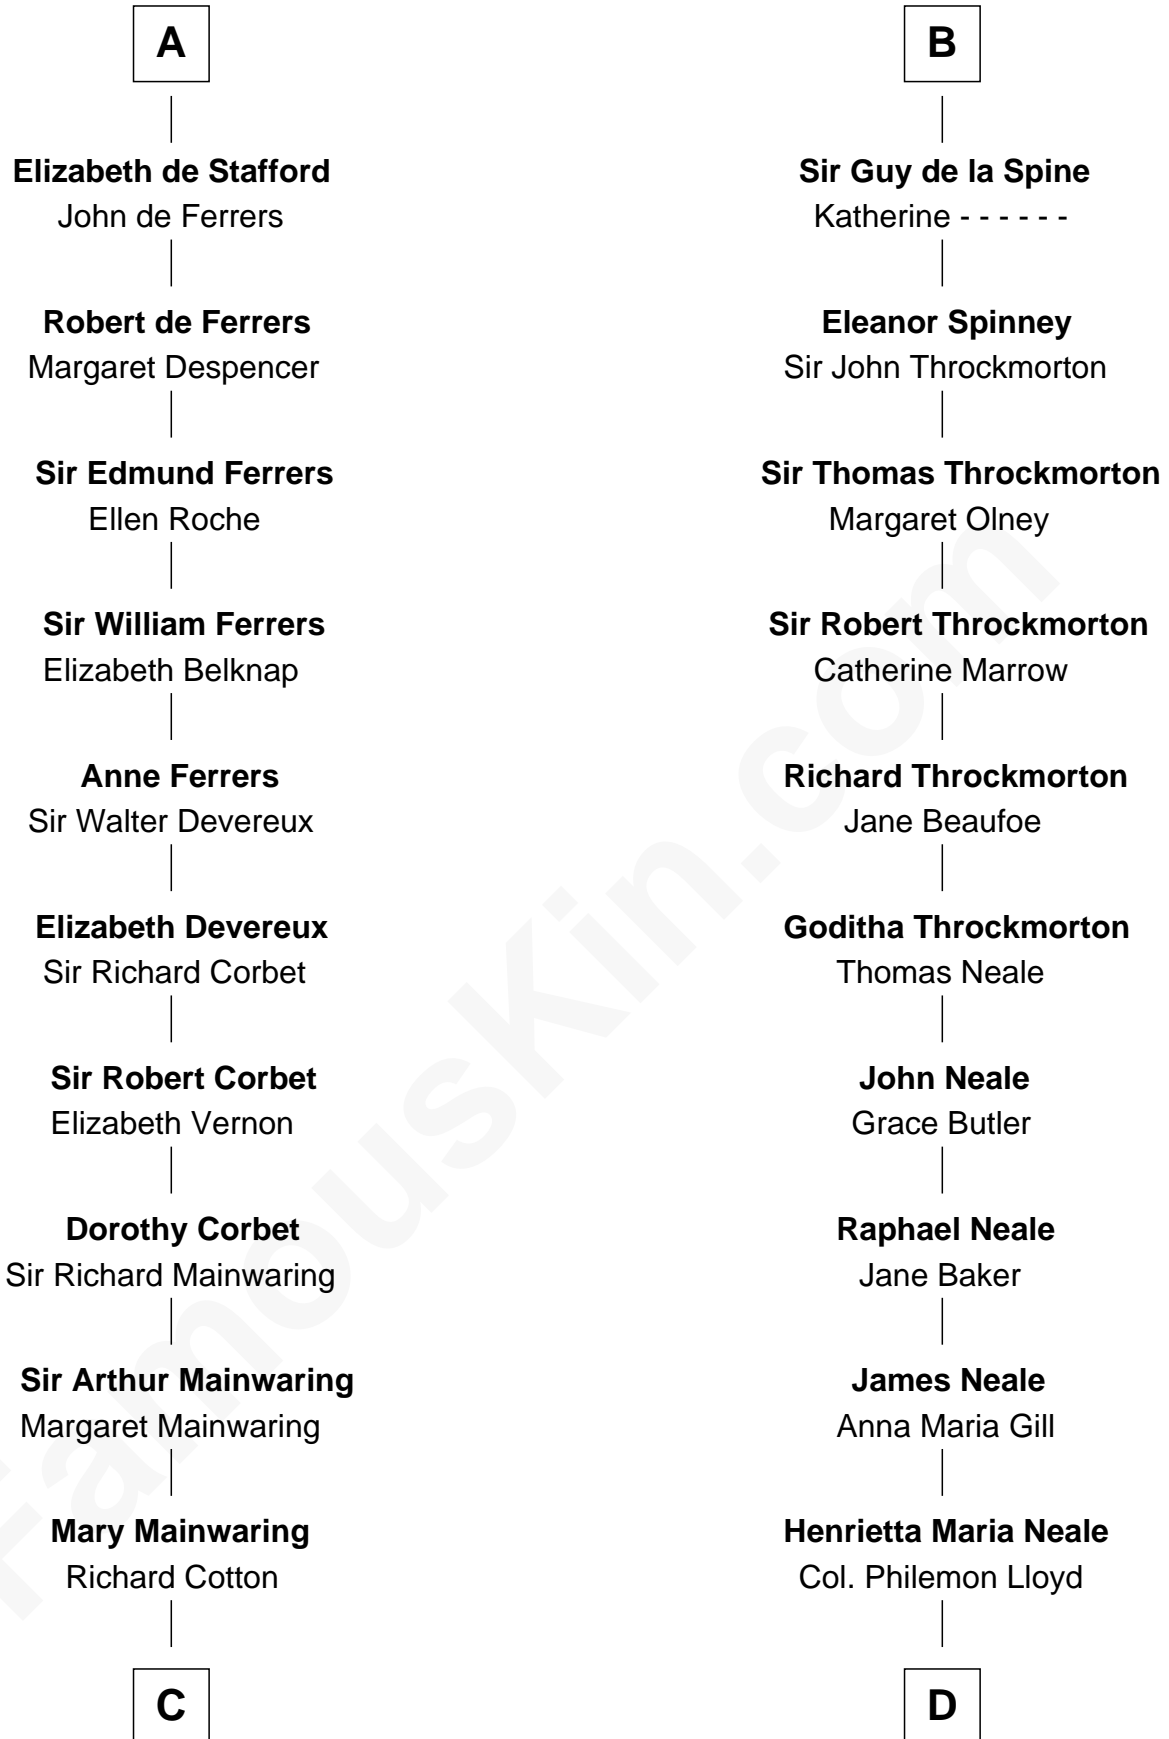 A
Elizabeth de Stafford
John de Ferrers
Robert de Ferrers
Margaret Despencer
Sir Edmund Ferrers
Ellen Roche
Sir William Ferrers
Elizabeth Belknap
Anne Ferrers
Sir Walter Devereux
Elizabeth Devereux
Sir Richard Corbet
Sir Robert Corbet
Elizabeth Vernon
Dorothy Corbet
Sir Richard Mainwaring
Sir Arthur Mainwaring
Margaret Mainwaring
Mary Mainwaring
Richard Cotton
C
B
Sir Guy de la Spine
Katherine - - - - - -
Eleanor Spinney
Sir John Throckmorton
Sir Thomas Throckmorton
Margaret Olney
Sir Robert Throckmorton
Catherine Marrow
Richard Throckmorton
Jane Beaufoe
Goditha Throckmorton
Thomas Neale
John Neale
Grace Butler
Raphael Neale
Jane Baker
James Neale
Anna Maria Gill
Henrietta Maria Neale
Col. Philemon Lloyd
D
FamousKin.com